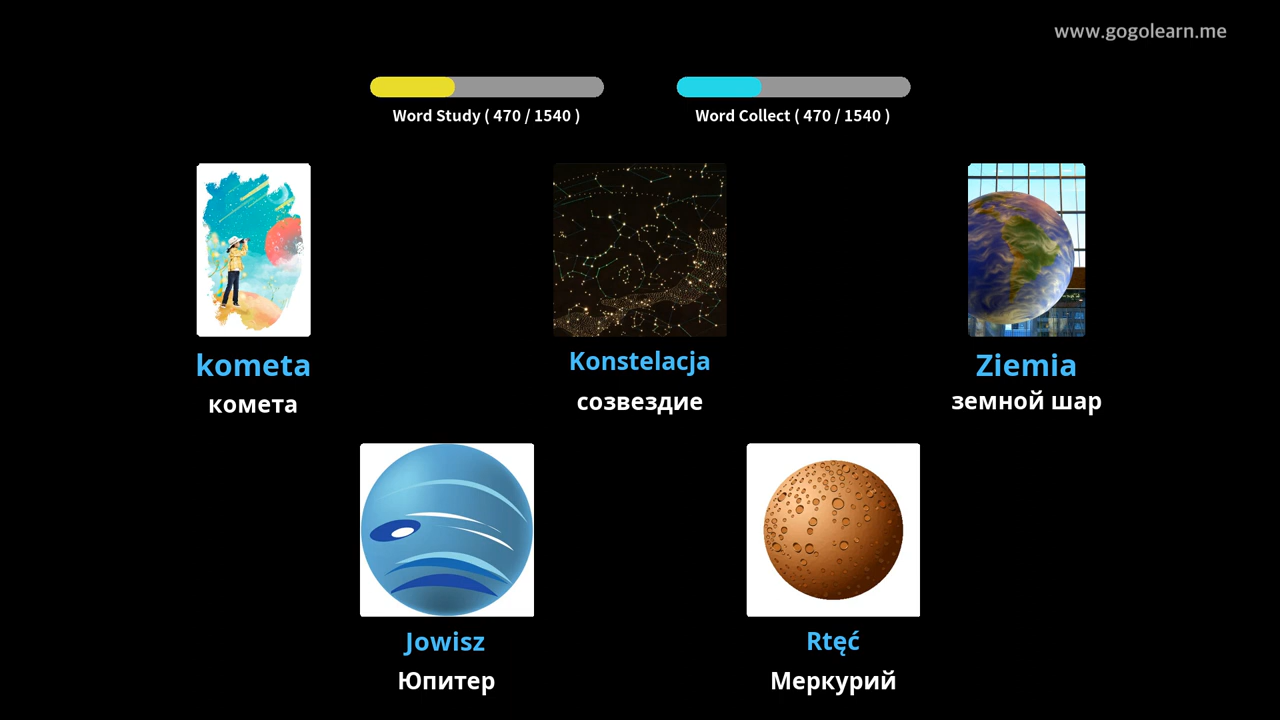 www.gogolearn.me
Word Study ( 470 / 1540 )
Word Collect ( 470 / 1540 )
kometa
комета
Konstelacja
созвездие
Ziemia
земной шар
Jowisz
Юпитер
Rtęć
Меркурий